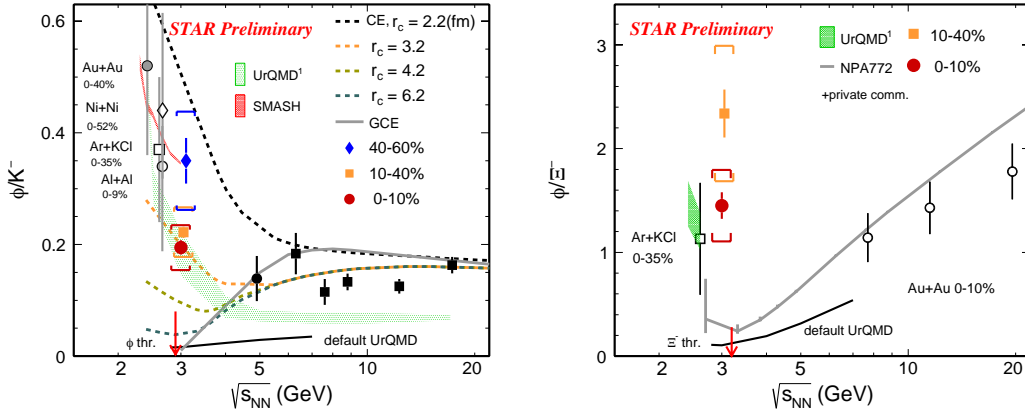 STAR Preliminary
CE, r_c = 2.2(fm)
r_c = 3.2
r_c = 4.2
r_c = 6.2
GCE
40-60%
10-40%
0-10%
UrQMD¹
SMASH
Au+Au
0-40%
Ni+Ni
0-52%
Ar+KCl
0-35%
Al+Al
0-9%
ϕ thr.
default UrQMD
ϕ/K⁻
0.6
0.4
0.2
0
2 3 4 5 10 20
√s_NN (GeV)
STAR Preliminary
UrQMD¹
NPA772
+private comm.
10-40%
0-10%
Ar+KCl
0-35%
Au+Au 0-10%
Ξ⁻ thr.
default UrQMD
ϕ/Ξ⁻
3
2
1
0
2 3 4 5 10 20
√s_NN (GeV)